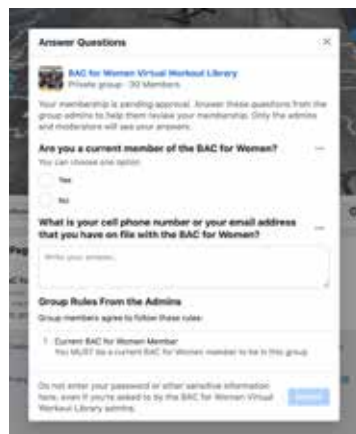 Answer Questions
BAC for Women Virtual Workout Library
Private group · 30 Members
Your membership is pending approval. Answer these questions from the
group admins to help them review your membership. Only the admins
and moderators will see your answers.
Are you a current member of the BAC for Women?
You can choose one option
Yes
No
What is your cell phone number or your email address
that you have on file with the BAC for Women?
Write your answer...
Group Rules From the Admins
Group members agree to follow these rules:
1 Current BAC for Women Member
You MUST be a current BAC for Women member to be in this group
Do not enter your password or other sensitive information
here, even if you're asked to by the BAC for Women Virtual
Workout Library admins.